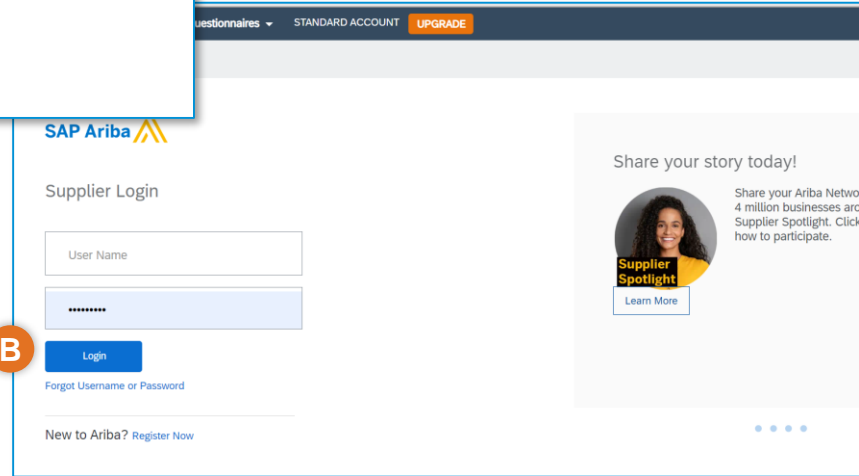 uestionnaires STANDARD ACCOUNT UPGRADE
SAP Ariba
Supplier Login
User Name
•••••••••
B
Login
Forgot Username or Password
New to Ariba? Register Now
Share your story today!
Share your Ariba Netwo
4 million businesses aro
Supplier Spotlight. Click
how to participate.
Supplier
Spotlight
Learn More